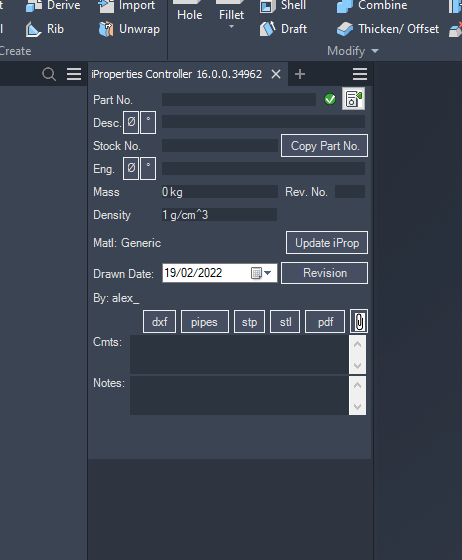 Derive Import Hole Fillet Shell Combine
Rib Unwrap Draft Thicken/ Offset
Create Modify
iProperties Controller 16.0.0.34962
Part No.
Desc. Ø °
Stock No. Copy Part No.
Eng. Ø °
Mass 0 kg Rev. No.
Density 1 g/cm^3
Matl: Generic Update iProp
Drawn Date: 19/02/2022 Revision
By: alex_
dxf pipes stp stl pdf
Cmts:
Notes: